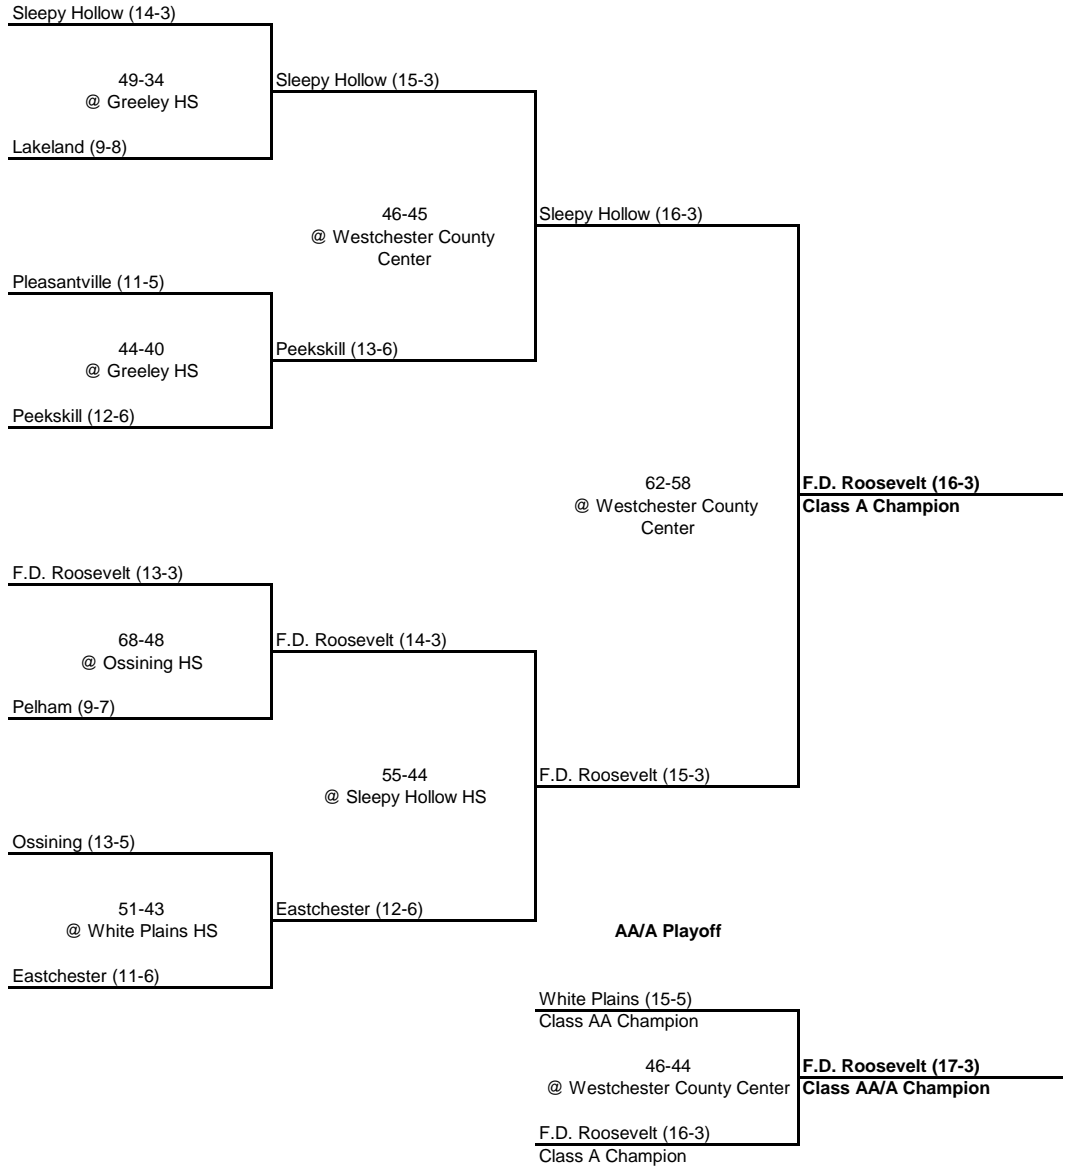 Sleepy Hollow (14-3)
49-34
@ Greeley HS
Sleepy Hollow (15-3)
Lakeland (9-8)
46-45
@ Westchester County
Center
Sleepy Hollow (16-3)
Pleasantville (11-5)
44-40
@ Greeley HS
Peekskill (13-6)
Peekskill (12-6)
62-58
@ Westchester County
Center
F.D. Roosevelt (16-3)
Class A Champion
F.D. Roosevelt (13-3)
68-48
@ Ossining HS
F.D. Roosevelt (14-3)
Pelham (9-7)
55-44
@ Sleepy Hollow HS
F.D. Roosevelt (15-3)
Ossining (13-5)
51-43
@ White Plains HS
Eastchester (12-6)
Eastchester (11-6)
AA/A Playoff
White Plains (15-5)
Class AA Champion
46-44
@ Westchester County Center
F.D. Roosevelt (17-3)
Class AA/A Champion
F.D. Roosevelt (16-3)
Class A Champion